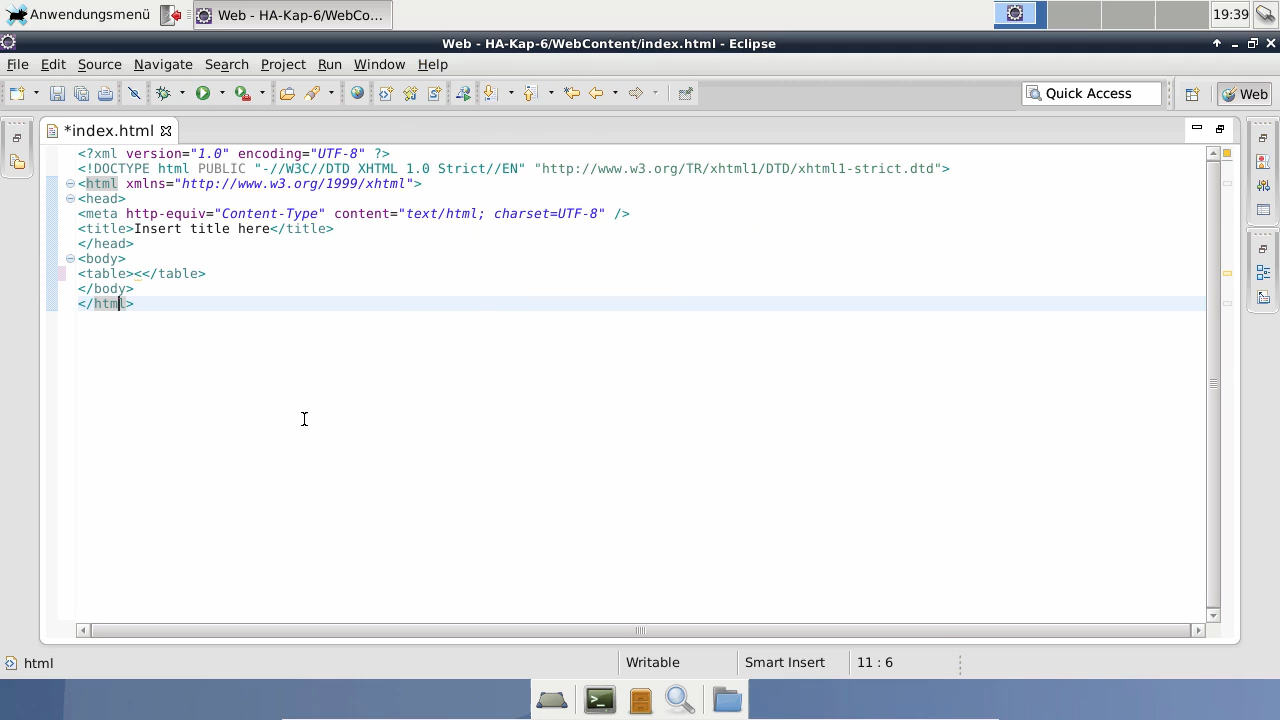 Anwendungsmenü
Web - HA-Kap-6/WebCo...
19:39
Web - HA-Kap-6/WebContent/index.html - Eclipse
File Edit Source Navigate Search Project Run Window Help
Quick Access
Web
*index.html
<?xml version="1.0" encoding="UTF-8" ?>
<!DOCTYPE html PUBLIC "-//W3C//DTD XHTML 1.0 Strict//EN" "http://www.w3.org/TR/xhtml1/DTD/xhtml1-strict.dtd">
<html xmlns="http://www.w3.org/1999/xhtml">
<head>
<meta http-equiv="Content-Type" content="text/html; charset=UTF-8" />
<title>Insert title here</title>
</head>
<body>
<table><</table>
</body>
</html>
html
Writable
Smart Insert
11 : 6